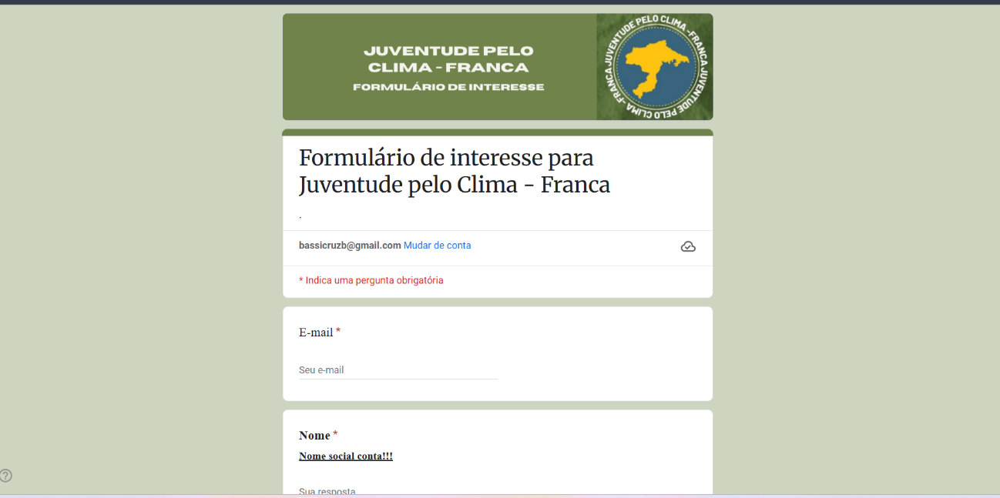 JUVENTUDE PELO
CLIMA - FRANCA
FORMULÁRIO DE INTERESSE
JUVENTUDE PELO CLIMA - FRANCA JUVENTUDE PELO CLIMA - FRANCA
Formulário de interesse para
Juventude pelo Clima - Franca
.
bassicruzb@gmail.com Mudar de conta
* Indica uma pergunta obrigatória
E-mail *
Seu e-mail
Nome *
Nome social conta!!!
Sua resposta
?